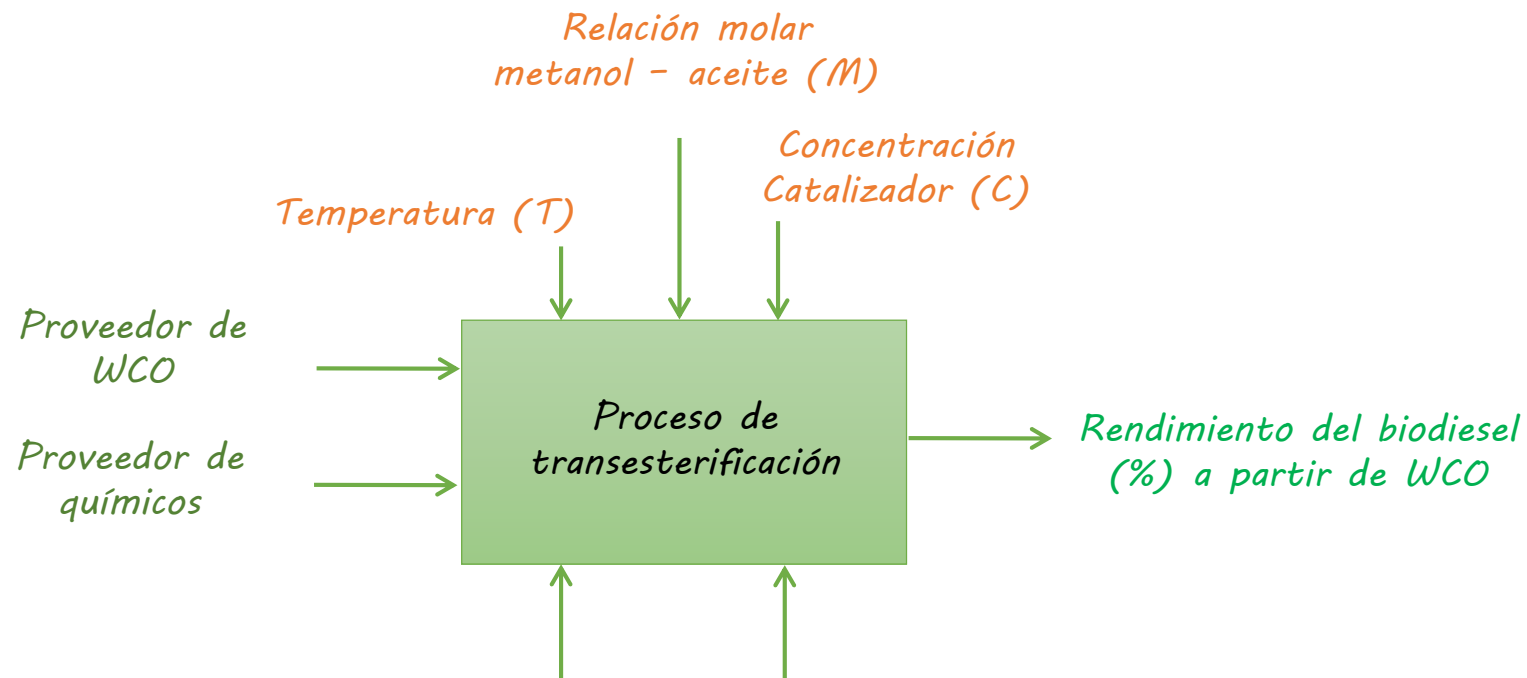 Relación molar
metanol - aceite (M)
Concentración
Catalizador (C)
Temperatura (T)
Proveedor de
WCO
Proveedor de
químicos
Proceso de
transesterificación
Rendimiento del biodiesel
(%) a partir de WCO